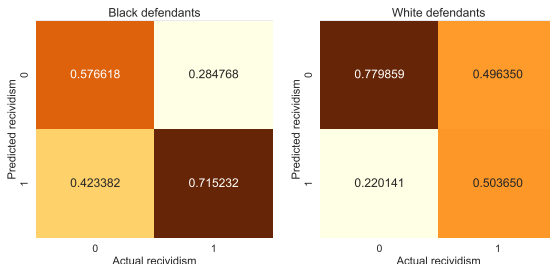 Black defendants
White defendants
Predicted recividism
0
0.576618
0.284768
1
0.423382
0.715232
0
1
Actual recividism
Predicted recividism
0
0.779859
0.496350
1
0.220141
0.503650
0
1
Actual recividism